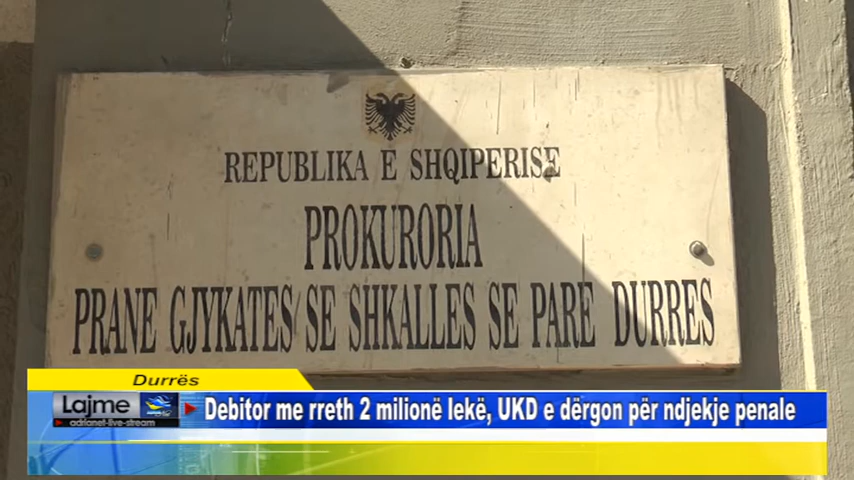 REPUBLIKA E SHQIPERISE
PROKURORIA
PRANE GJYKATES SE SHKALLES SE PARE DURRES
Durrës
Lajme
Debitor me rreth 2 milionë lekë, UKD e dërgon për ndjekje penale
adrianet-live-stream